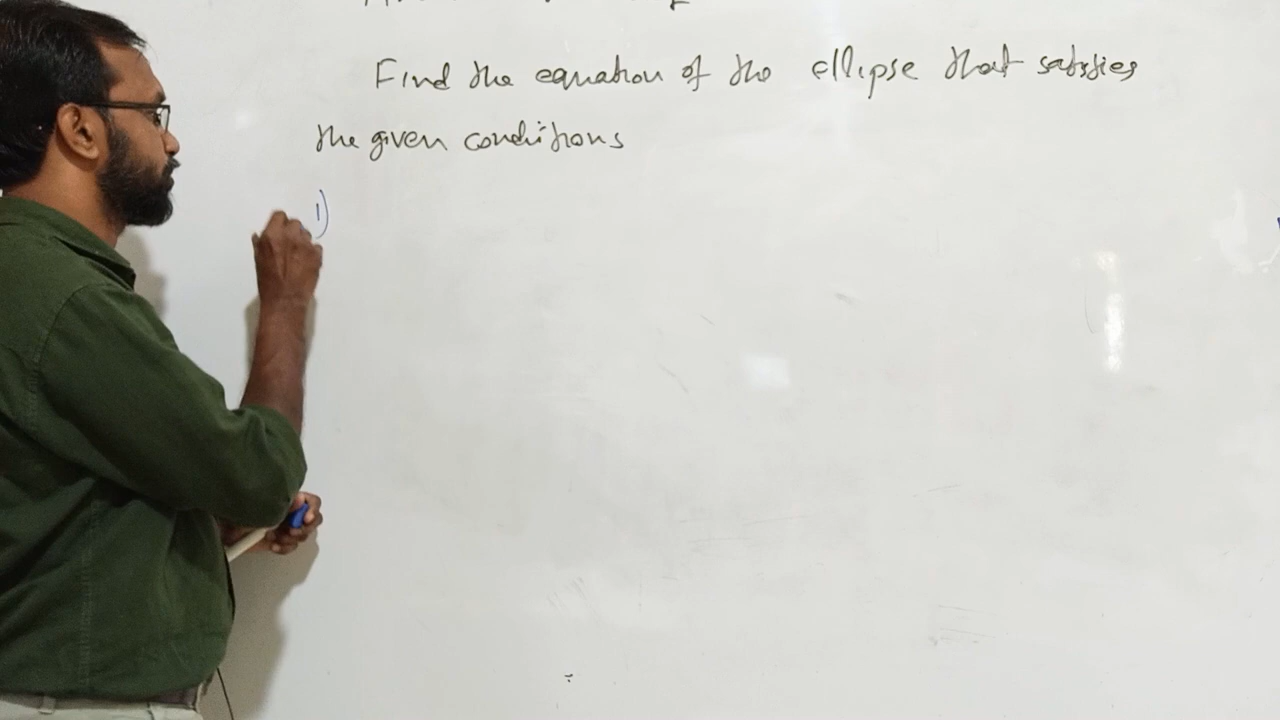 Find the equation of the ellipse that satisfies
the given conditions
1)